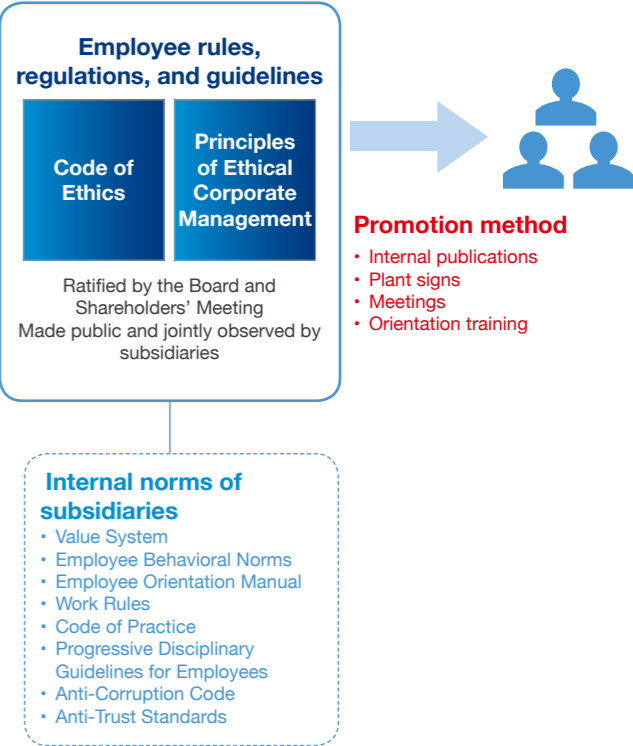 Employee rules,
regulations, and guidelines
Code of
Ethics
Principles
of Ethical
Corporate
Management
Ratified by the Board and
Shareholders' Meeting
Made public and jointly observed by
subsidiaries
Promotion method
• Internal publications
• Plant signs
• Meetings
• Orientation training
Internal norms of
subsidiaries
• Value System
• Employee Behavioral Norms
• Employee Orientation Manual
• Work Rules
• Code of Practice
• Progressive Disciplinary
Guidelines for Employees
• Anti-Corruption Code
• Anti-Trust Standards